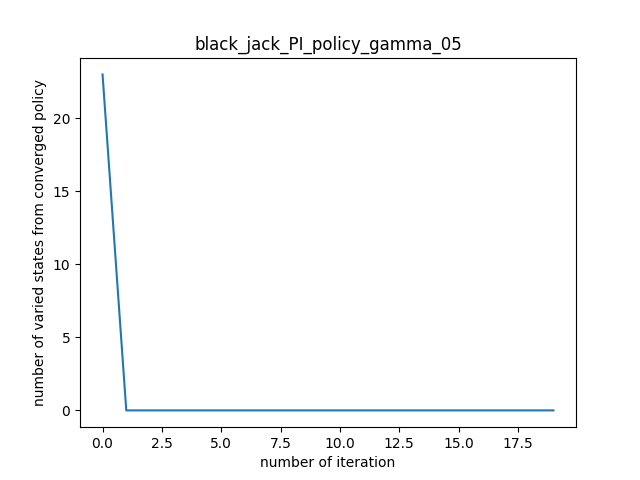 black_jack_PI_policy_gamma_05
number of varied states from converged policy
20
15
10
5
0
0.0 2.5 5.0 7.5 10.0 12.5 15.0 17.5
number of iteration